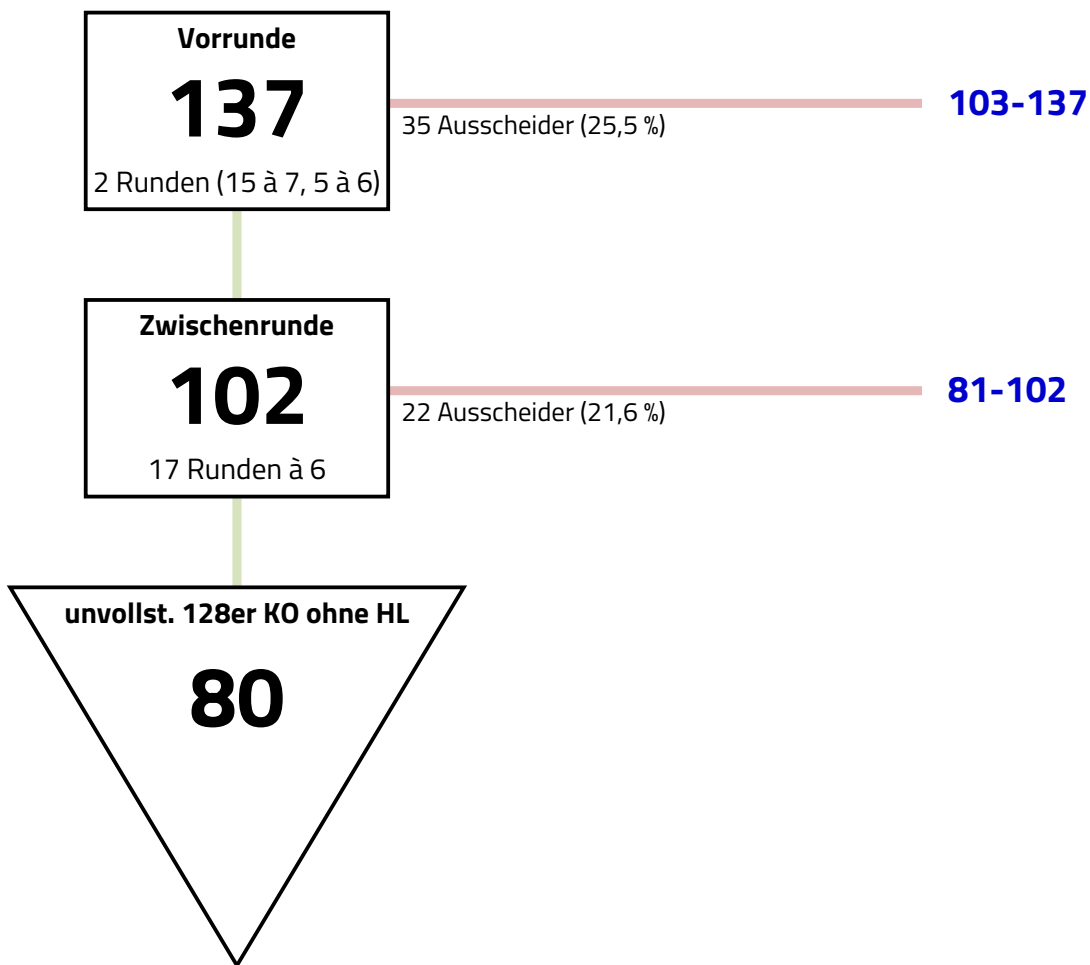 Vorrunde
137
2 Runden (15 à 7, 5 à 6)
35 Ausscheider (25,5 %)
103-137
Zwischenrunde
102
17 Runden à 6
22 Ausscheider (21,6 %)
81-102
unvollst. 128er KO ohne HL
80